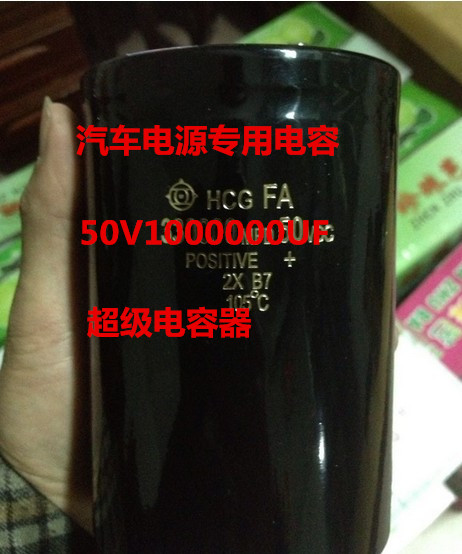 汽车电源专用电容
HCG FA
50V1000000UF
POSITIVE +
2X B7
105°C
超级电容器